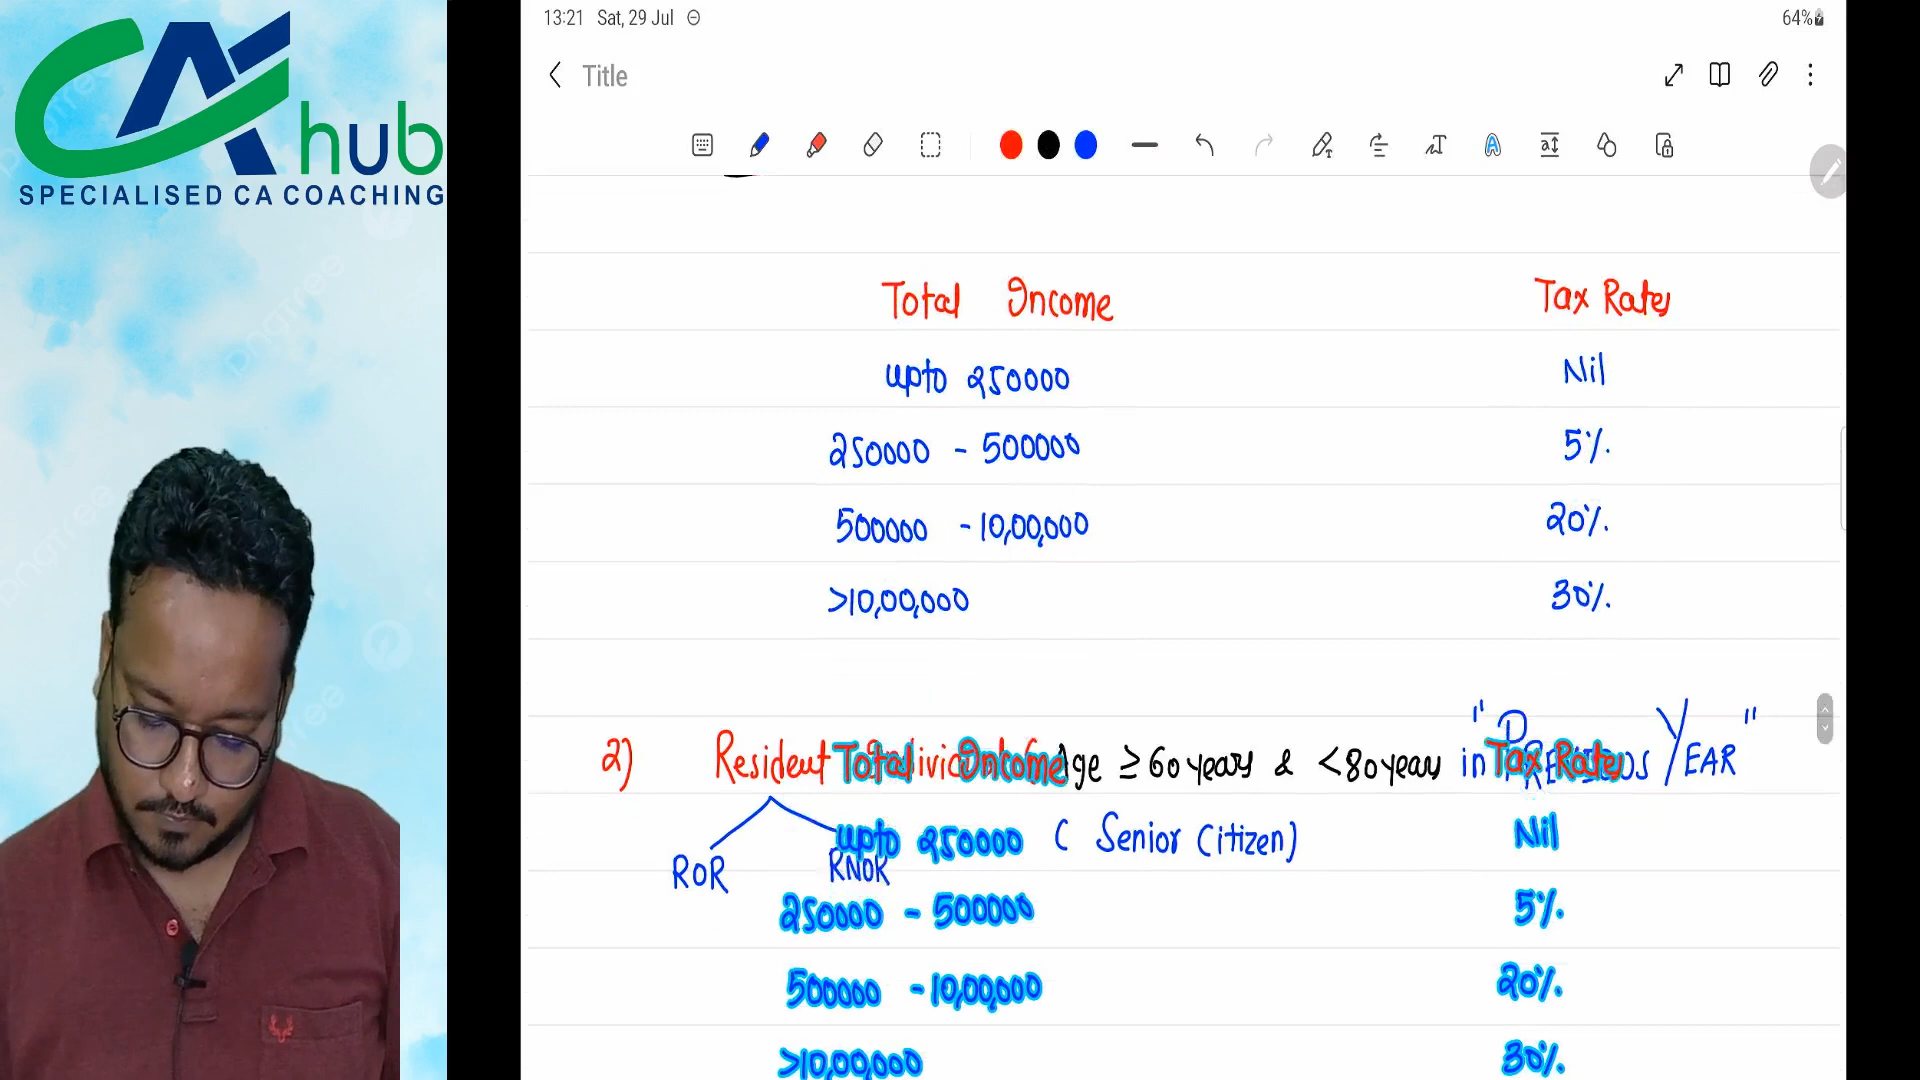 CA hub
SPECIALISED CA COACHING
13:21 Sat, 29 Jul
64%
Title
Total Income Tax Rates
upto 250000 Nil
250000 - 500000 5%.
500000 - 10,00,000 20%.
>10,00,000 30%.
2) Resident Total Income Age ≥ 60 years & < 80 years in Tax Rates "PREVIOUS YEAR"
upto 250000 (Senior Citizen) Nil
ROR RNOR
250000 - 500000 5%.
500000 - 10,00,000 20%.
>10,00,000 30%.